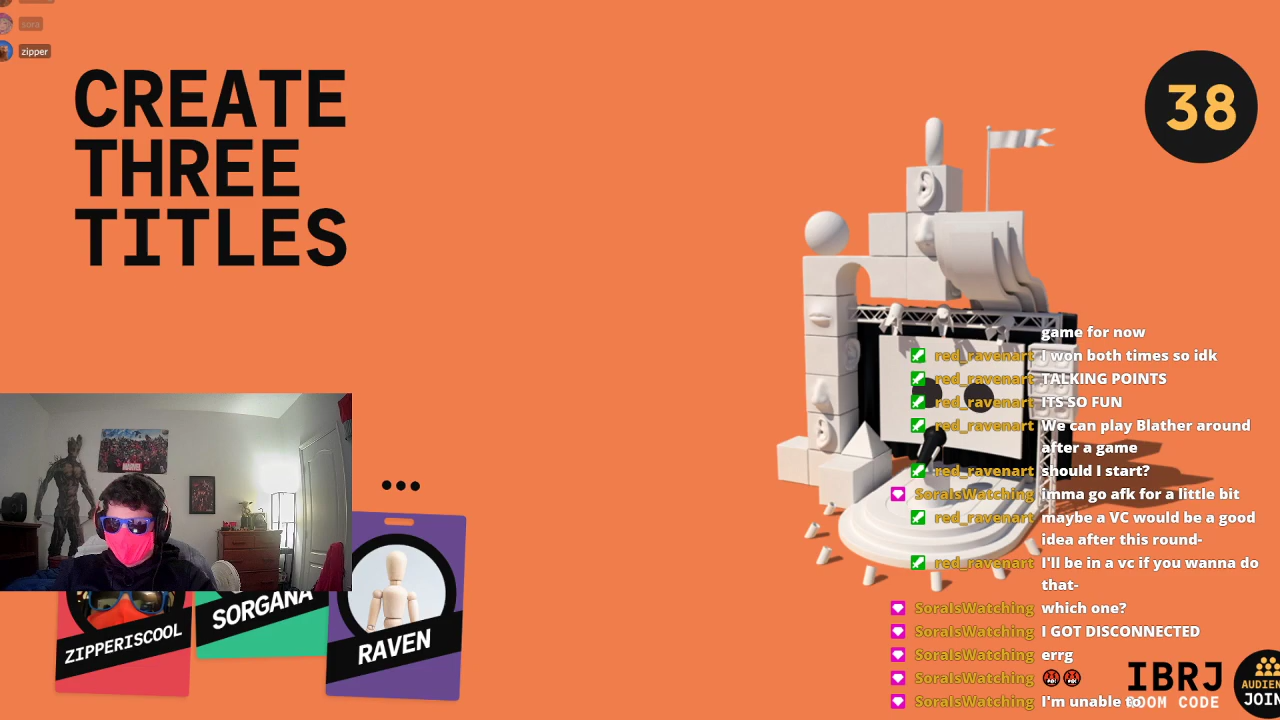 sora
zipper
CREATE
THREE
TITLES
38
game for now
red_ravenart I won both times so idk
red_ravenart TALKING POINTS
red_ravenart ITS SO FUN
red_ravenart We can play Blather around
after a game
red_ravenart should I start?
SoraIsWatching imma go afk for a little bit
red_ravenart maybe a VC would be a good
idea after this round-
red_ravenart I'll be in a vc if you wanna do
that-
SoraIsWatching which one?
SoraIsWatching I GOT DISCONNECTED
SoraIsWatching errg
SoraIsWatching
SoraIsWatching I'm unable to
MARVEL
ZIPPERISCOOL
SORGANA
RAVEN
IBRJ
ROOM CODE
AUDIEN
JOIN